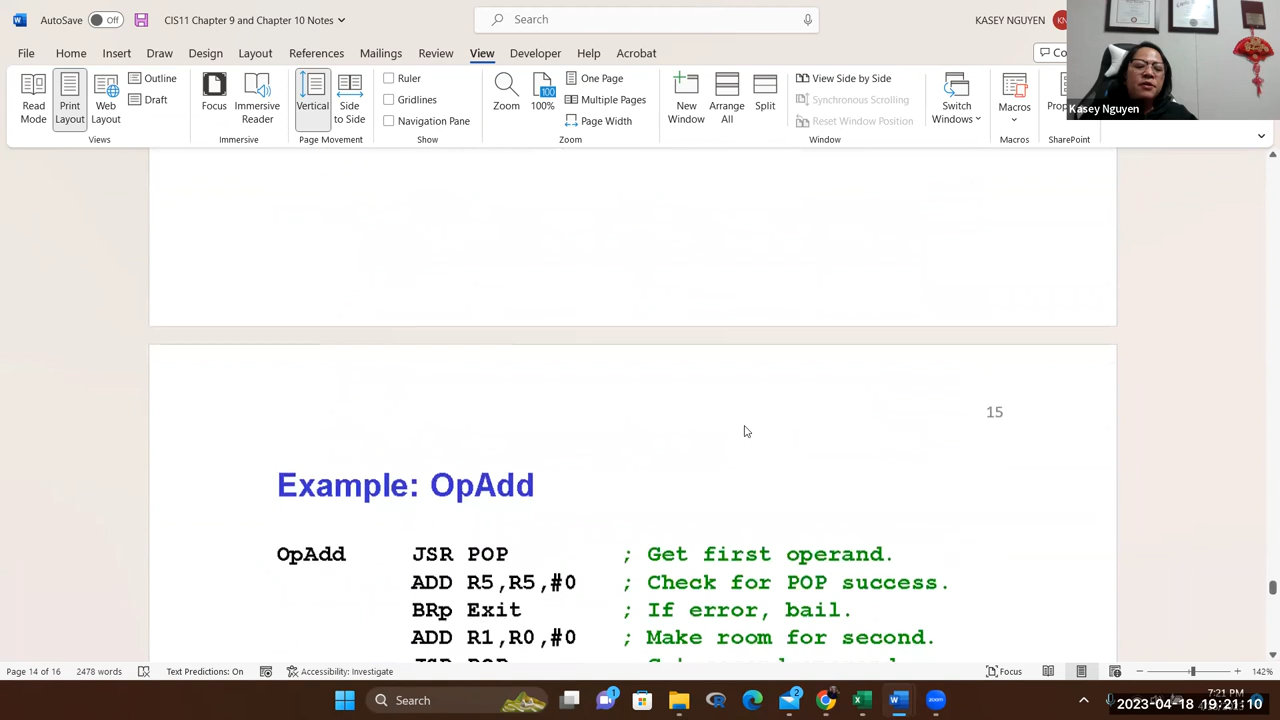 AutoSave Off CIS11 Chapter 9 and Chapter 10 Notes Search KASEY NGUYEN KN
File Home Insert Draw Design Layout References Mailings Review View Developer Help Acrobat
Read Mode Print Layout Web Layout Outline Draft
Views
Focus Immersive Reader
Immersive
Vertical Side to Side
Page Movement
Ruler
Gridlines
Navigation Pane
Show
Zoom 100% One Page
100
Multiple Pages
Page Width
Zoom
New Window Arrange All Split
View Side by Side
Synchronous Scrolling
Reset Window Position
Switch Windows
Window
Macros
Macros
SharePoint
Kasey Nguyen
15
Example: OpAdd
OpAdd JSR POP ; Get first operand.
ADD R5,R5,#0 ; Check for POP success.
BRp Exit ; If error, bail.
ADD R1,R0,#0 ; Make room for second.
Page 14 of 16 2478 words Text Predictions: On Accessibility: Investigate Focus 142%
Search 1 2 zoom 7:21 PM
2023-04-18 19:21:10